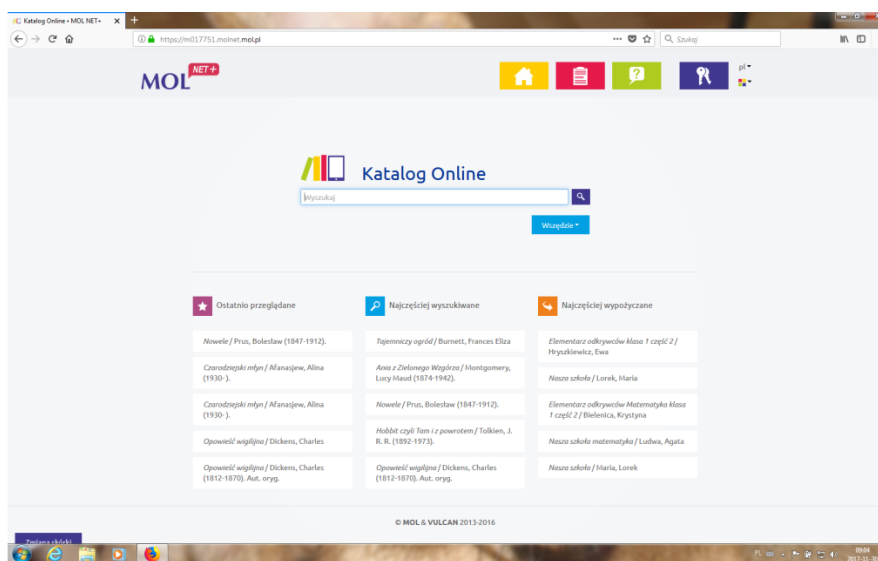 Katalog Online • MOL NET+
https://m017751.molnet.mol.pl
Szukaj
MOL NET+
pl
Katalog Online
Wyszukaj
Wszędzie
Ostatnio przeglądane
Nowele / Prus, Bolesław (1847-1912).
Czarodziejski młyn / Afanasjew, Alina
(1930- ).
Czarodziejski młyn / Afanasjew, Alina
(1930- ).
Opowieść wigilijna / Dickens, Charles
Opowieść wigilijna / Dickens, Charles
(1812-1870). Aut. oryg.
Najczęściej wyszukiwane
Tajemniczy ogród / Burnett, Frances Eliza
Ania z Zielonego Wzgórza / Montgomery,
Lucy Maud (1874-1942).
Nowele / Prus, Bolesław (1847-1912).
Hobbit czyli Tam i z powrotem / Tolkien, J.
R. R. (1892-1973).
Opowieść wigilijna / Dickens, Charles
(1812-1870). Aut. oryg.
Najczęściej wypożyczane
Elementarz odkrywców klasa 1 część 2 /
Hryszkiewicz, Ewa
Nasza szkoła / Lorek, Maria
Elementarz odkrywców Matematyka klasa
1 część 2 / Bielenica, Krystyna
Nasza szkoła matematyka / Ludwa, Agata
Nasza szkoła / Maria, Lorek
© MOL & VULCAN 2013-2016
Zmiana skórki
PL
09:04